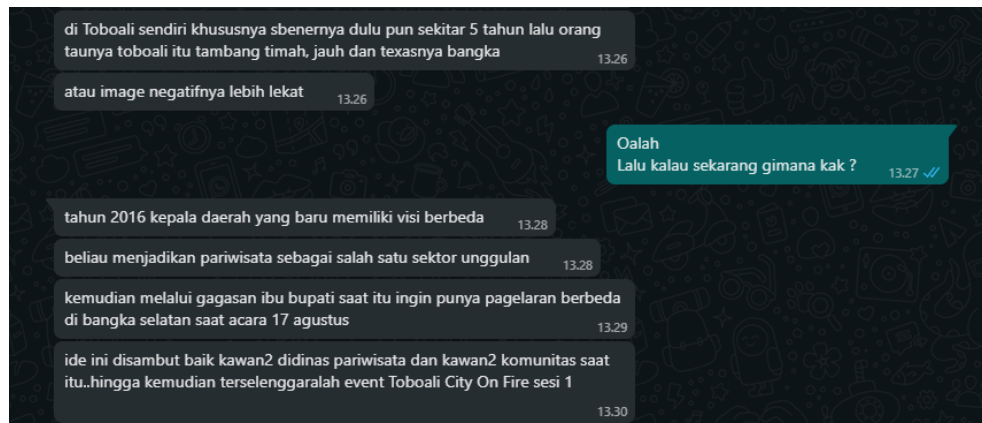 di Toboali sendiri khususnya sbenernya dulu pun sekitar 5 tahun lalu orang
taunya toboali itu tambang timah, jauh dan texasnya bangka
13.26
atau image negatifnya lebih lekat
13.26
Oalah
Lalu kalau sekarang gimana kak ?
13.27
tahun 2016 kepala daerah yang baru memiliki visi berbeda
13.28
beliau menjadikan pariwisata sebagai salah satu sektor unggulan
13.28
kemudian melalui gagasan ibu bupati saat itu ingin punya pagelaran berbeda
di bangka selatan saat acara 17 agustus
13.29
ide ini disambut baik kawan2 didinas pariwisata dan kawan2 komunitas saat
itu..hingga kemudian terselenggaralah event Toboali City On Fire sesi 1
13.30